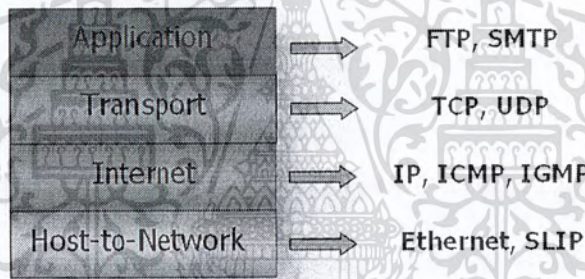 Application FTP, SMTP
Transport TCP, UDP
Internet IP, ICMP, IGMP
Host-to-Network Ethernet, SLIP